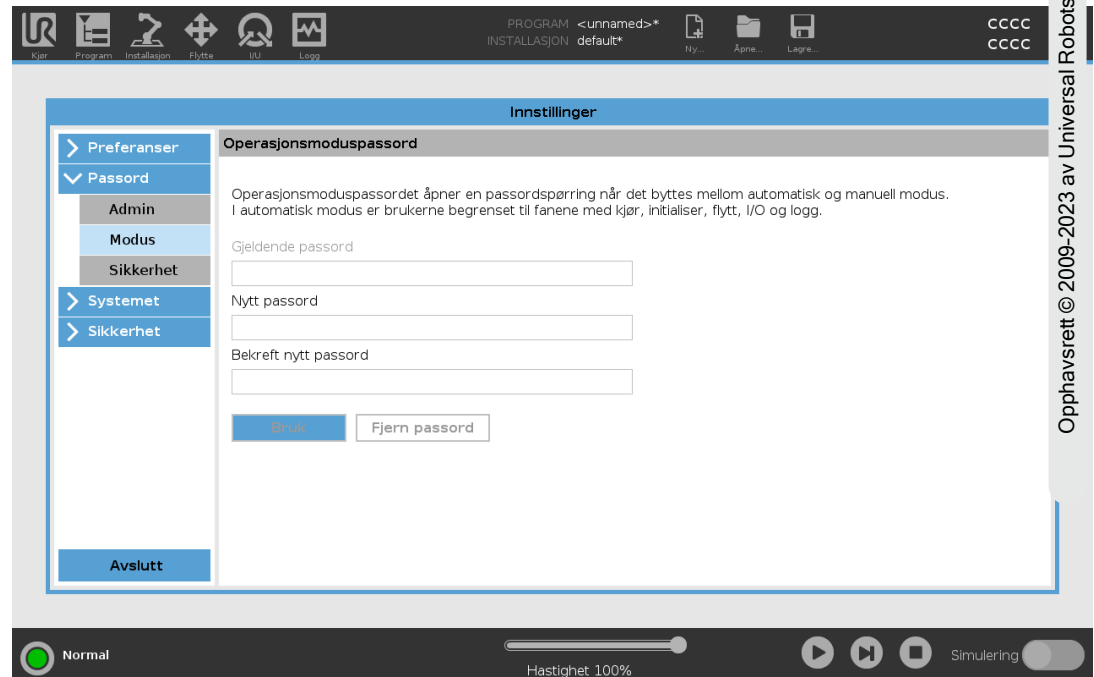 UR
PROGRAM <unnamed>*
INSTALLASJON default*
Kjør
Program
Installasjon
Flytte
I/U
Logg
Ny...
Åpne...
Lagre...
CCCC
CCCC
Innstillinger
Preferanser
Passord
Admin
Modus
Sikkerhet
Systemet
Sikkerhet
Avslutt
Operasjonsmoduspassord
Operasjonsmoduspassordet åpner en passordspørring når det byttes mellom automatisk og manuell modus.
I automatisk modus er brukerne begrenset til fanene med kjør, initialiser, flytt, I/O og logg.
Gjeldende passord
Nytt passord
Bekreft nytt passord
Bruk
Fjern passord
Opphavsrett © 2009-2023 av Universal Robots
Normal
Hastighet 100%
Simulering